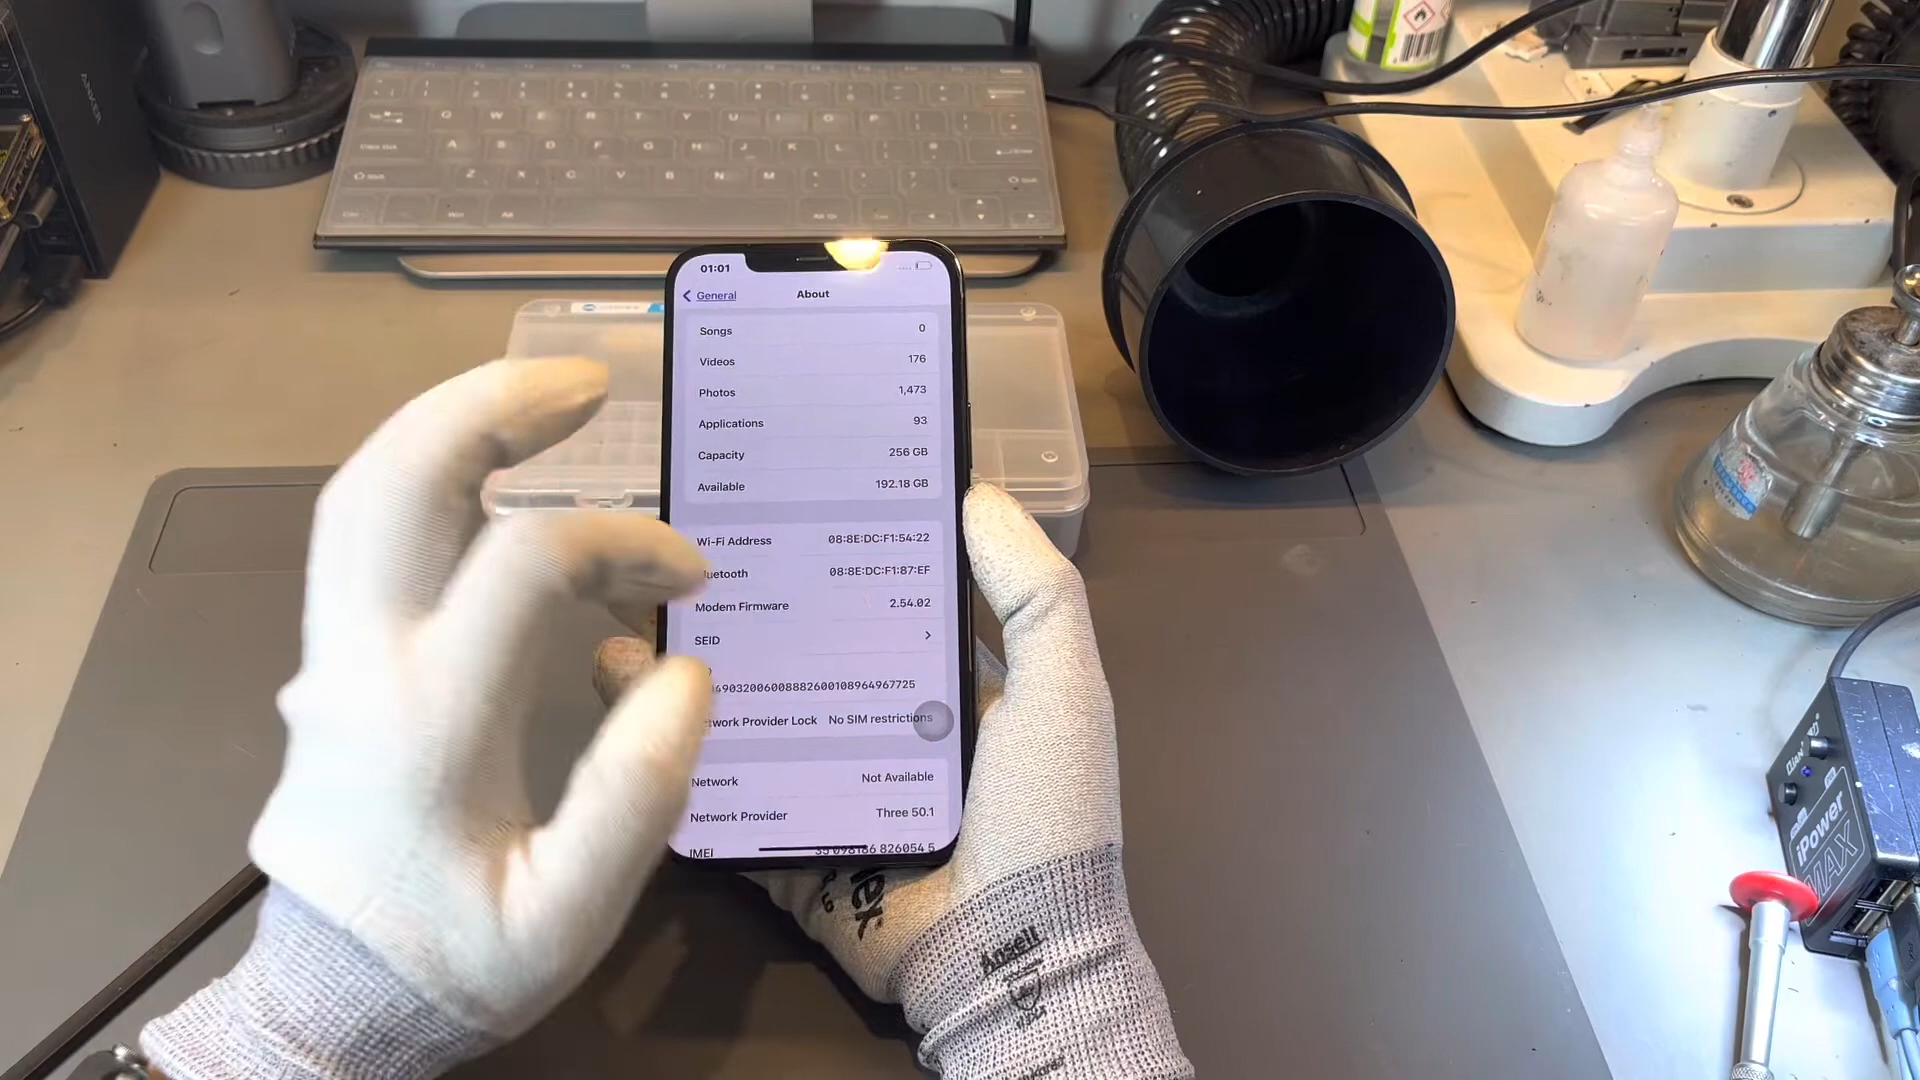 ANKER
Q W E R T Y U I O P
A S D F G H J K L
Z X C V B N M
01:01
General
About
Songs 0
Videos 176
Photos 1,473
Applications 93
Capacity 256 GB
Available 192.18 GB
Wi-Fi Address 08:8E:DC:F1:54:22
uetooth 08:8E:DC:F1:87:EF
Modem Firmware 2.54.02
SEID
49032006008882600108964967725
twork Provider Lock No SIM restrictions
Network Not Available
Network Provider Three 50.1
IMEI
Ansell
iPower
MAX